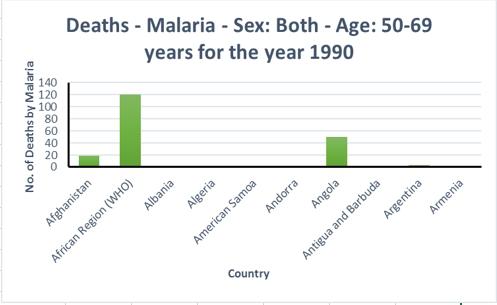 Deaths - Malaria - Sex: Both - Age: 50-69
years for the year 1990
No. of Deaths by Malaria
140
120
100
80
60
40
20
0
Afghanistan
African Region (WHO)
Albania
Algeria
American Samoa
Andorra
Angola
Antigua and Barbuda
Argentina
Armenia
Country